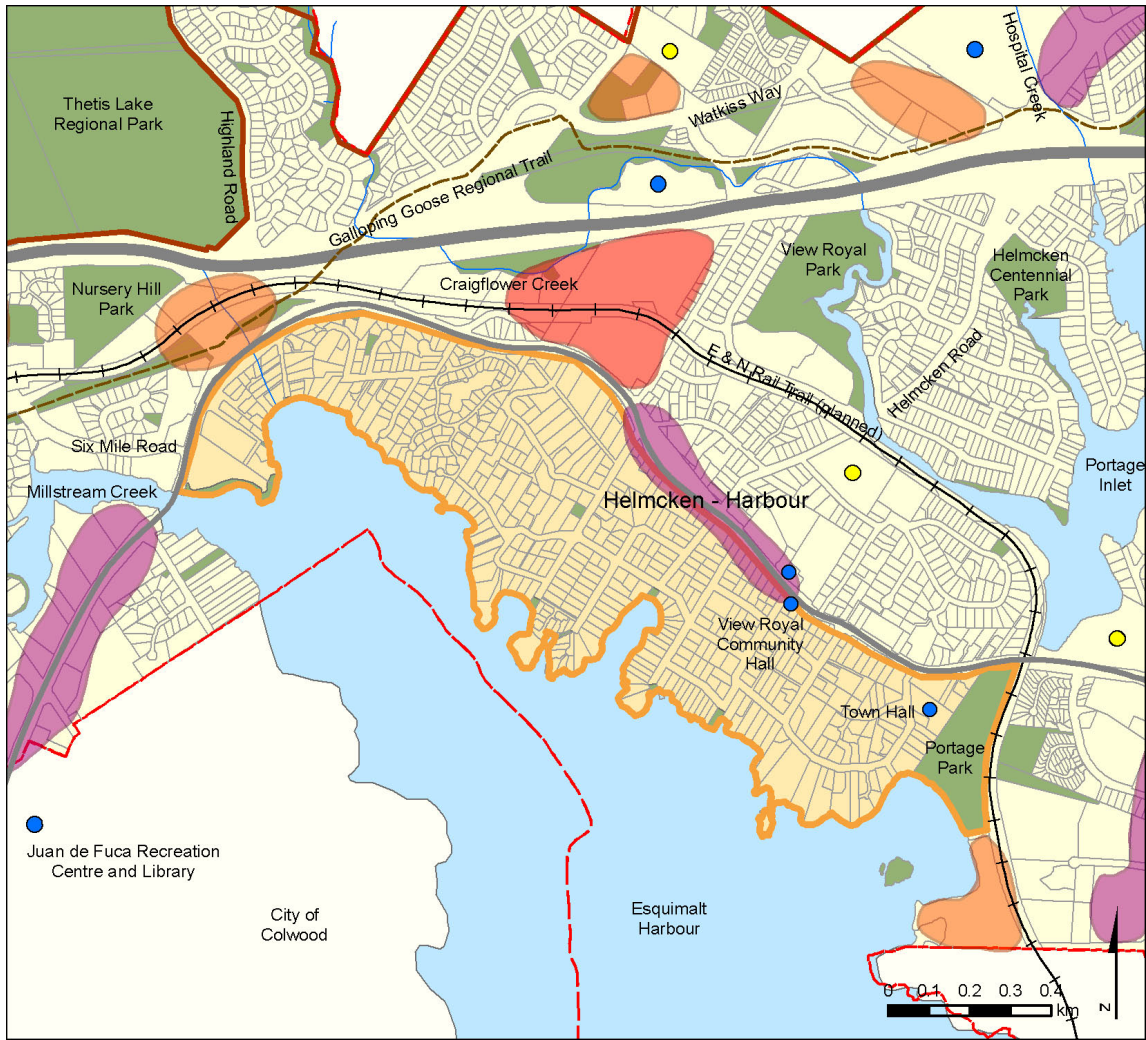 Hospital Creek
Thetis Lake
Regional Park
Highland Road
Watkiss Way
Galloping Goose Regional Trail
View Royal
Park
Helmcken
Centennial
Park
Nursery Hill
Park
Craigflower Creek
E & N Rail Trail (planned)
Helmcken Road
Six Mile Road
Portage
Inlet
Millstream Creek
Helmcken - Harbour
View Royal
Community
Hall
Town Hall
Portage
Park
Juan de Fuca Recreation
Centre and Library
City of
Colwood
Esquimalt
Harbour
0 0.1 0.2 0.3 0.4
km
N